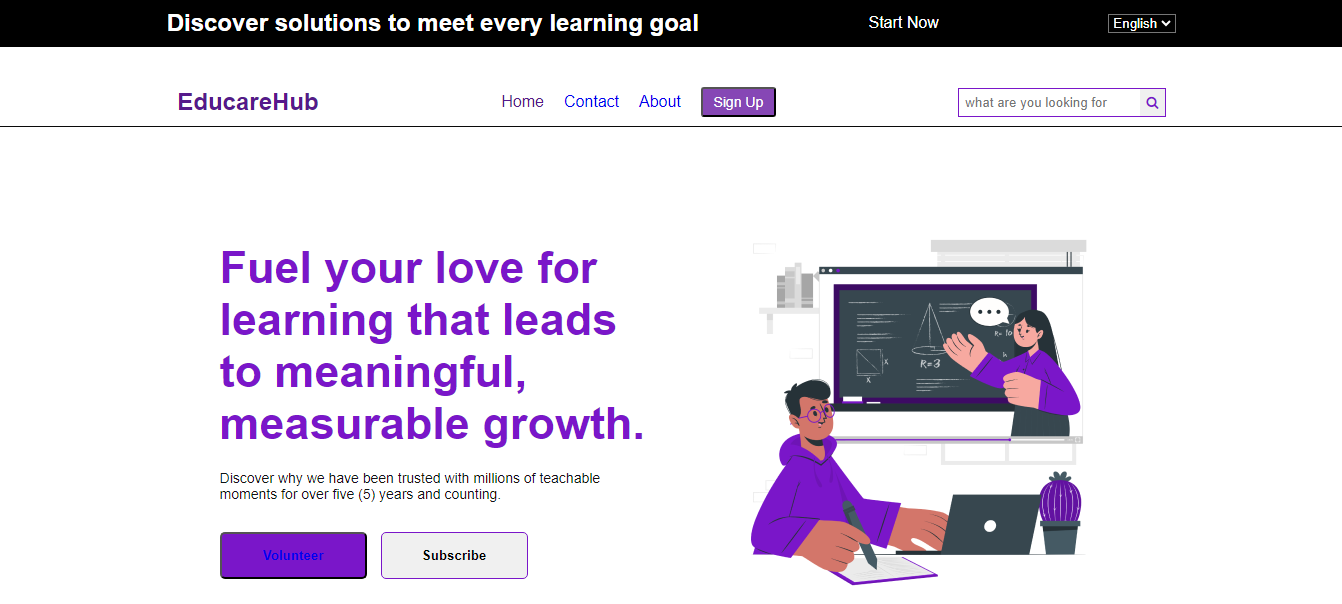 Discover solutions to meet every learning goal
Start Now
English
EducareHub
Home
Contact
About
Sign Up
what are you looking for
Fuel your love for
learning that leads
to meaningful,
measurable growth.
Discover why we have been trusted with millions of teachable
moments for over five (5) years and counting.
Volunteer
Subscribe
R=3
X
X
h